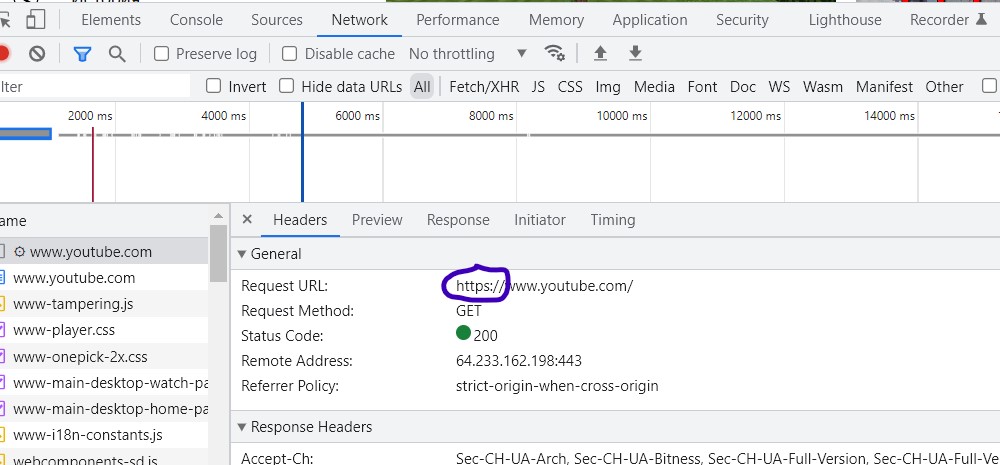 Elements Console Sources Network Performance Memory Application Security Lighthouse Recorder
Preserve log Disable cache No throttling
Invert Hide data URLs All Fetch/XHR JS CSS Img Media Font Doc WS Wasm Manifest Other
2000 ms 4000 ms 6000 ms 8000 ms 10000 ms 12000 ms 14000 ms
ame
www.youtube.com
www.youtube.com
www-tampering.js
www-player.css
www-onepick-2x.css
www-main-desktop-watch-pa
www-main-desktop-home-pa
www-i18n-constants.js
webcomponents-sd.js
Headers Preview Response Initiator Timing
General
Request URL: https://www.youtube.com/
Request Method: GET
Status Code: 200
Remote Address: 64.233.162.198:443
Referrer Policy: strict-origin-when-cross-origin
Response Headers
Accept-Ch: Sec-CH-UA-Arch, Sec-CH-UA-Bitness, Sec-CH-UA-Full-Version, Sec-CH-UA-Full-Ve